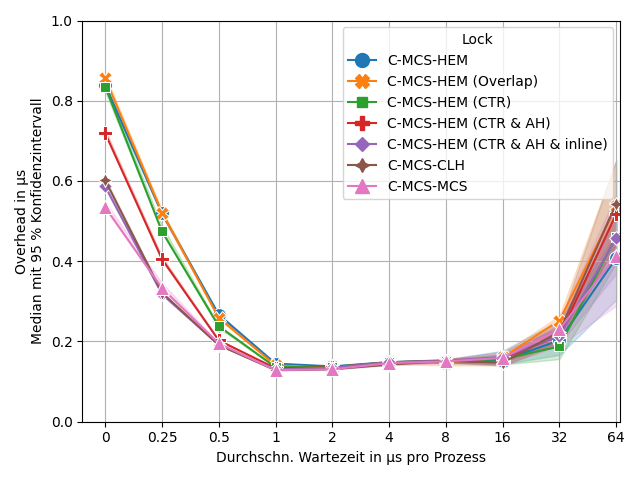 Overhead in µs
Median mit 95 % Konfidenzintervall
1.0
0.8
0.6
0.4
0.2
0.0
Lock
C-MCS-HEM
C-MCS-HEM (Overlap)
C-MCS-HEM (CTR)
C-MCS-HEM (CTR & AH)
C-MCS-HEM (CTR & AH & inline)
C-MCS-CLH
C-MCS-MCS
0 0.25 0.5 1 2 4 8 16 32 64
Durchschn. Wartezeit in µs pro Prozess